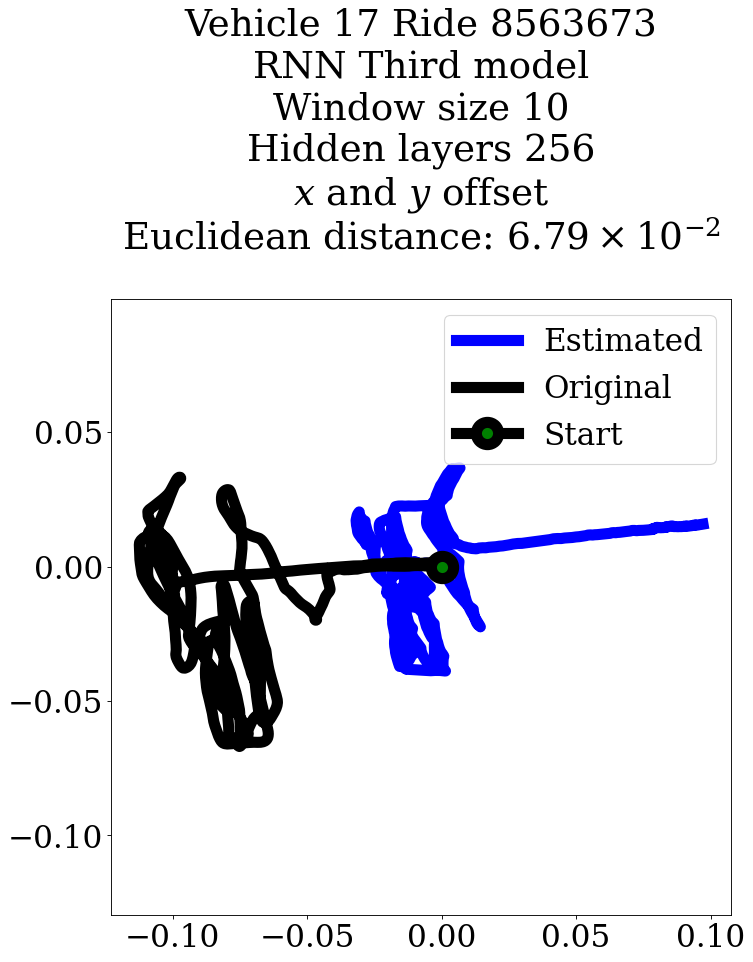 Vehicle 17 Ride 8563673
RNN Third model
Window size 10
Hidden layers 256
x and y offset
Euclidean distance: 6.79 × 10⁻²
Estimated
Original
Start
0.05
0.00
−0.05
−0.10
−0.10 −0.05 0.00 0.05 0.10